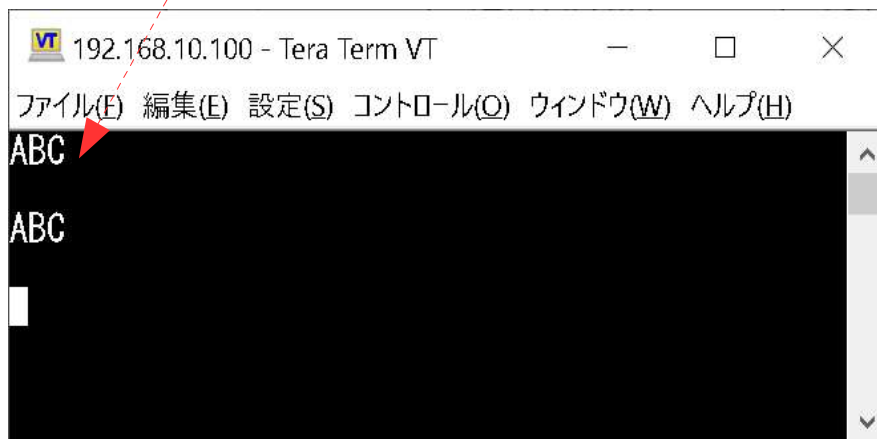 VT 192.168.10.100 - Tera Term VT
ファイル(F) 編集(E) 設定(S) コントロール(O) ウィンドウ(W) ヘルプ(H)
ABC
ABC